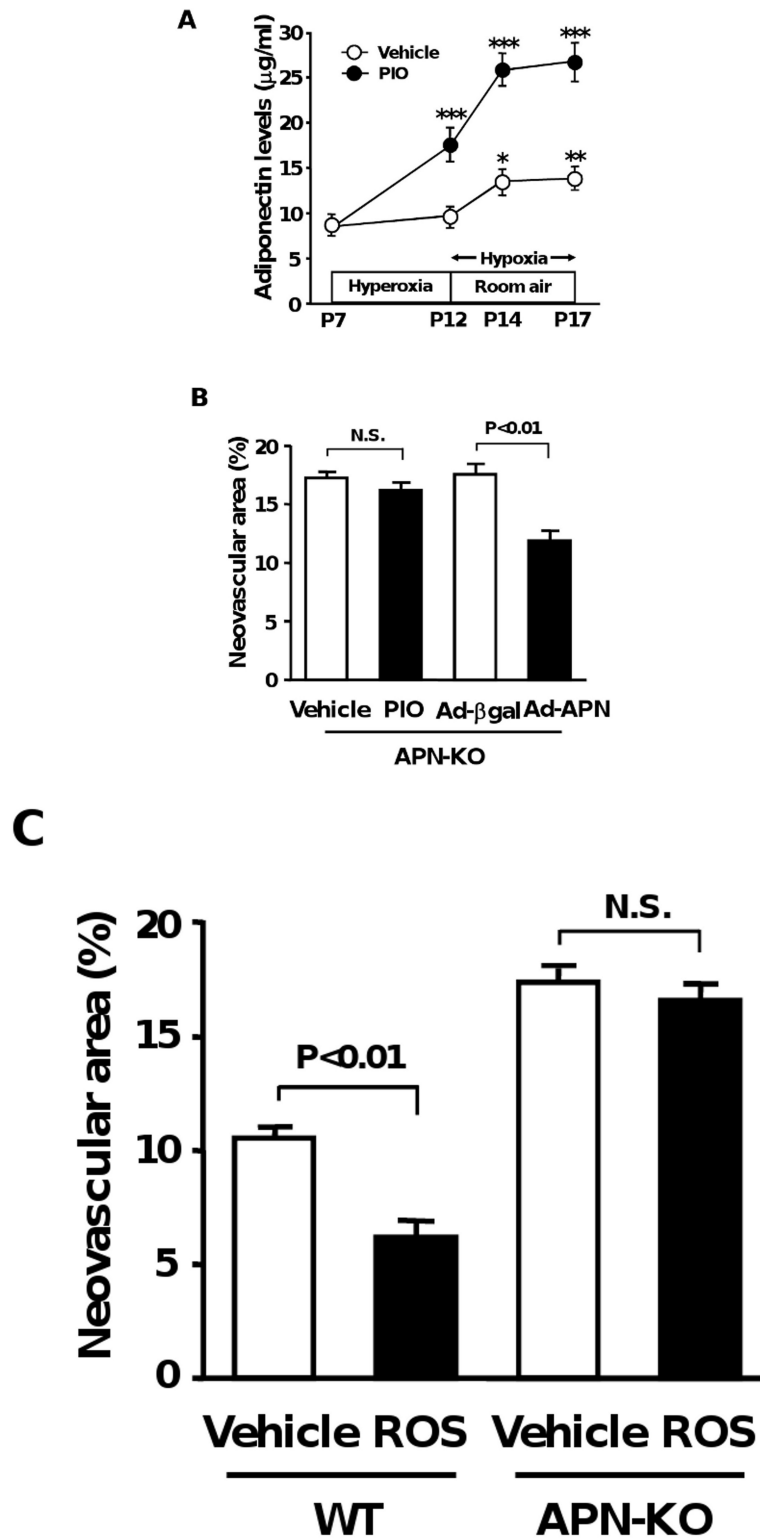 A
Adiponectin levels (μg/ml)
30
25
20
15
10
5
0
Vehicle
PIO
***
***
***
*
**
Hypoxia
Hyperoxia
Room air
P7
P12
P14
P17
B
Neovascular area (%)
20
15
10
5
0
N.S.
P<0.01
Vehicle PIO Ad-βgal Ad-APN
APN-KO
C
Neovascular area (%)
20
15
10
5
0
P<0.01
N.S.
Vehicle ROS Vehicle ROS
WT APN-KO